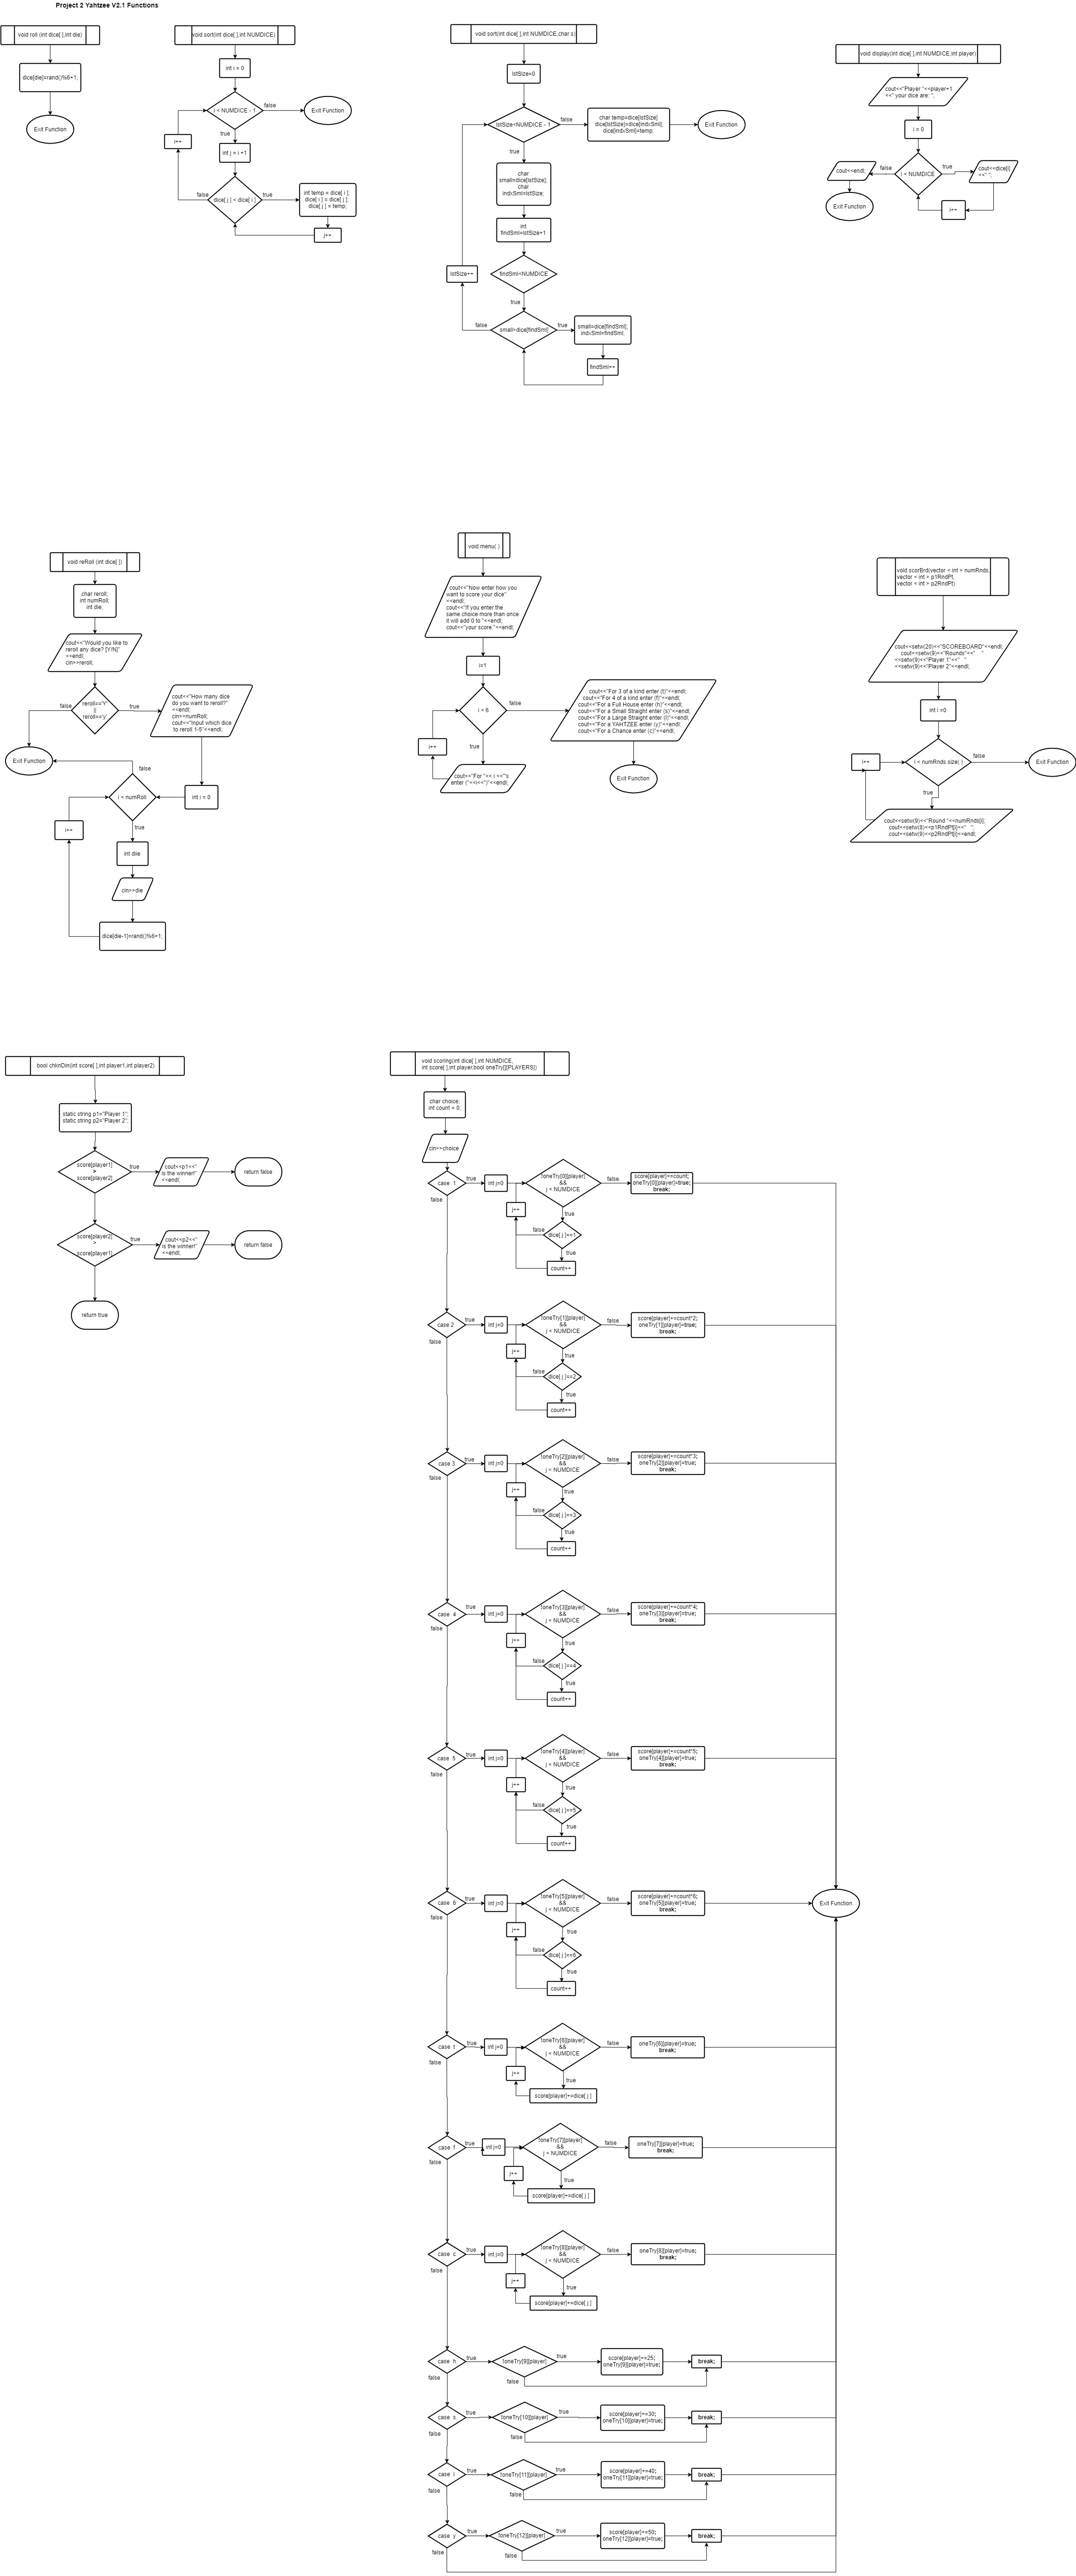 Project 2 Yahtzee V2.1 Functions
void roll (int dice[ ],int die)
dice[die]=rand()%6+1;
Exit Function
void sort(int dice[ ],int NUMDICE)
int i = 0
i < NUMDICE - 1
false
Exit Function
true
i++
int j = i +1
dice[ j ] < dice[ i ]
false
true
int temp = dice[ i ];
dice[ i ] = dice[ j ];
dice[ j ] = temp;
j++
void sort(int dice[ ],int NUMDICE,char s)
lstSize=0
lstSize<NUMDICE - 1
false
char temp=dice[lstSize]
dice[lstSize]=dice[indxSml];
dice[indxSml]=temp;
Exit Function
true
char
small=dice[lstSize];
char
indxSml=lstSize;
int
findSml=lstSize+1
lstSize++
findSml<NUMDICE
true
small>dice[findSml]
false
true
small=dice[findSml];
indxSml=findSml;
findSml++
void display(int dice[ ],int NUMDICE,int player)
cout<<"Player "<<player+1
<<" your dice are: ";
i = 0
i < NUMDICE
false
true
cout<<endl;
Exit Function
cout<<dice[i]
<<" ";
i++
void reRoll (int dice[ ])
char reroll;
int numRoll;
int die;
cout<<"Would you like to
reroll any dice? [Y/N]"
<<endl;
cin>>reroll;
reroll=='Y'
||
reroll=='y'
false
true
cout<<"How many dice
do you want to reroll?"
<<endl;
cin>>numRoll;
cout<<"Input which dice
to reroll 1-5"<<endl;
Exit Function
false
int i = 0
i < numRoll
true
i++
int diie
cin>>die
dice[die-1]=rand()%6+1;
void menu( )
cout<<"Now enter how you
want to score your dice"
<<endl;
cout<<"If you enter the
same choice more than once
it will add 0 to "<<endl;
cout<<"your score."<<endl;
i=1
i < 6
false
true
i++
cout<<"For "<< i <<"'s
enter ("<<i<<")"<<endl;
cout<<"For 3 of a kind enter (t)"<<endl;
cout<<"For 4 of a kind enter (f)"<<endl;
cout<<"For a Full House enter (h)"<<endl;
cout<<"For a Small Straight enter (s)"<<endl;
cout<<"For a Large Straight enter (l)"<<endl;
cout<<"For a YAHTZEE enter (y)"<<endl;
cout<<"For a Chance enter (c)"<<endl;
Exit Function
void scorBrd(vector < int > numRnds,
vector < int > p1RndPt,
vector < int > p2RndPt)
cout<<setw(20)<<"SCOREBOARD"<<endl;
cout<<setw(9)<<"Rounds"<<" "
<<setw(9)<<"Player 1"<<" "
<<setw(9)<<"Player 2"<<endl;
int i =0
i < numRnds.size( )
false
Exit Function
true
i++
cout<<setw(9)<<"Round "<<numRnds[i];
cout<<setw(8)<<p1RndPt[i]<<" ";
cout<<setw(9)<<p2RndPt[i]<<endl;
bool chknDin(int score[ ],int player1,int player2)
static string p1="Player 1";
static string p2="Player 2";
score[player1]
>
score[player2]
true
cout<<p1<<"
is the winner!"
<<endl;
return false
score[player2]
>
score[player1]
true
cout<<p2<<"
is the winner!"
<<endl;
return false
return true
void scoring(int dice[ ],int NUMDICE,
int score[ ],int player,bool oneTry[][PLAYERS])
char choice;
int count = 0;
cin>>choice
case 1
true
false
int j=0
!oneTry[0][player]
&&
j < NUMDICE
false
score[player]+=count;
oneTry[0][player]=true;
break;
true
j++
false
dice[ j ]==1
true
count++
case 2
true
false
int j=0
!oneTry[1][player]
&&
j < NUMDICE
false
score[player]+=count*2;
oneTry[1][player]=true;
break;
true
j++
false
dice[ j ]==2
true
count++
case 3
true
false
int j=0
!oneTry[2][player]
&&
j < NUMDICE
false
score[player]+=count*3;
oneTry[2][player]=true;
break;
true
j++
false
dice[ j ]==3
true
count++
case 4
true
false
int j=0
!oneTry[3][player]
&&
j < NUMDICE
false
score[player]+=count*4;
oneTry[3][player]=true;
break;
true
j++
false
dice[ j ]==4
true
count++
case 5
true
false
int j=0
!oneTry[4][player]
&&
j < NUMDICE
false
score[player]+=count*5;
oneTry[4][player]=true;
break;
true
j++
false
dice[ j ]==5
true
count++
case 6
true
false
int j=0
!oneTry[5][player]
&&
j < NUMDICE
false
score[player]+=count*6;
oneTry[5][player]=true;
break;
Exit Function
true
j++
false
dice[ j ]==6
true
count++
case t
true
false
int j=0
!oneTry[6][player]
&&
j < NUMDICE
false
oneTry[6][player]=true;
break;
true
j++
score[player]+=dice[ j ]
case f
true
false
int j=0
!oneTry[7][player]
&&
j < NUMDICE
false
oneTry[7][player]=true;
break;
true
j++
score[player]+=dice[ j ]
case c
true
false
int j=0
!oneTry[8][player]
&&
j < NUMDICE
false
oneTry[8][player]=true;
break;
true
j++
score[player]+=dice[ j ]
case h
true
false
!oneTry[9][player]
true
false
score[player]+=25;
oneTry[9][player]=true;
break;
case s
true
false
!oneTry[10][player]
true
false
score[player]+=30;
oneTry[10][player]=true;
break;
case l
true
false
!oneTry[11][player]
true
false
score[player]+=40;
oneTry[11][player]=true;
break;
case y
true
false
!oneTry[12][player]
true
false
score[player]+=50;
oneTry[12][player]=true;
break;